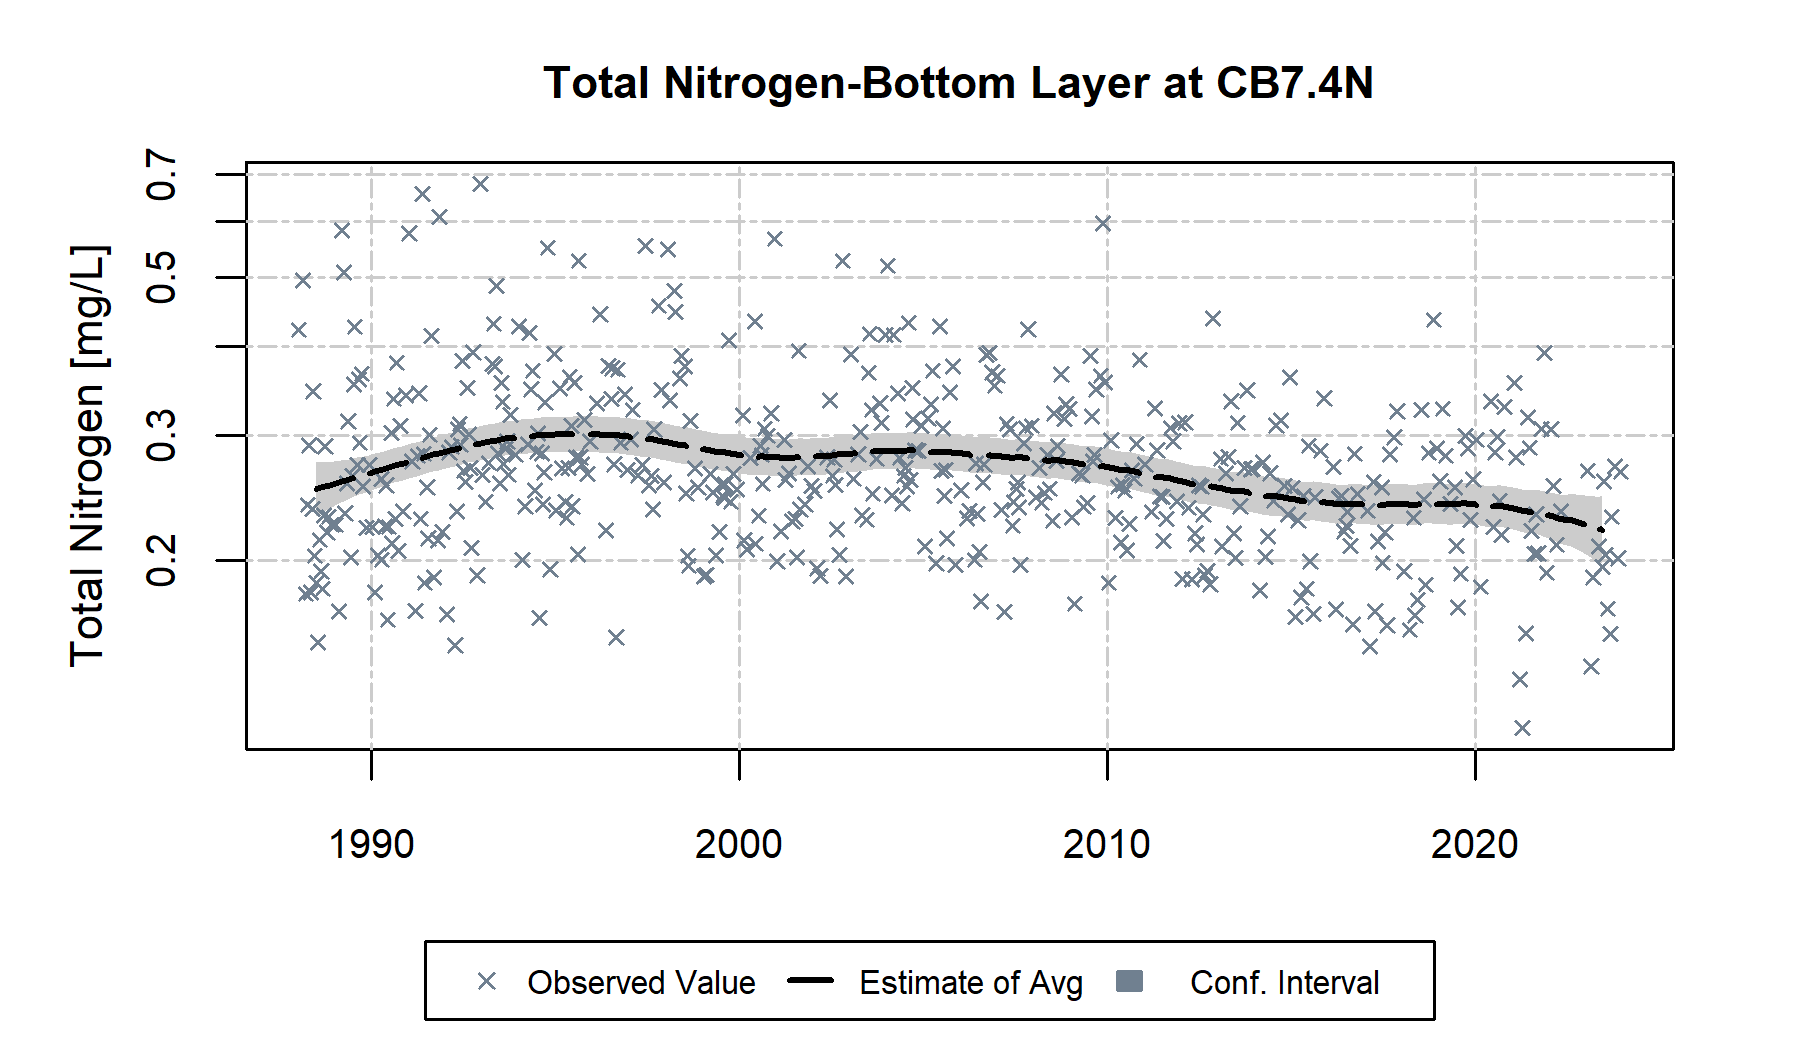 Total Nitrogen-Bottom Layer at CB7.4N
Total Nitrogen [mg/L]
0.7
0.5
0.3
0.2
1990 2000 2010 2020
Observed Value Estimate of Avg Conf. Interval